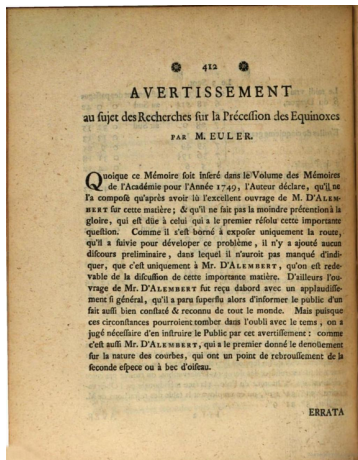 412
AVERTISSEMENT
au sujet des Recherches sur la Précession des Equinoxes
PAR M. EULER.
Quoique ce Mémoire soit inséré dans le Volume des Mémoires
de l'Académie pour l'Année 1749, l'Auteur déclare, qu'il ne
l'a composé qu'après avoir lû l'excellent ouvrage de M. D'ALEM-
BERT sur cette matière; & qu'il ne fait pas la moindre prétention à la
gloire, qui est dûe à celui qui a le premier résolu cette importante
question. Comme il s'est borné à exposer uniquement la route,
qu'il a suivie pour déveloper ce problème, il n'y a ajouté aucun
discours preliminaire, dans lequel il n'auroit pas manqué d'indi-
quer, que c'est uniquement à Mr. D'ALEMBERT, qu'on est rede-
vable de la discussion de cette importante matière. D'ailleurs l'ou-
vrage de Mr. D'ALEMBERT fut reçu dabord avec un applaudisse-
ment si général, qu'il a paru superflu alors d'informer le public d'un
fait aussi bien constaté & reconnu de tout le monde. Mais puisque
ces circonstances pourroient tomber dans l'oubli avec le tems, on a
jugé nécessaire d'en instruire le Public par cet avertissement: comme
c'est aussi Mr. D'ALEMBERT, qui a le premier donné le denoüement
sur la nature des courbes, qui ont un point de rebroussement de la
seconde espece ou à bec d'oiseau.
ERRATA